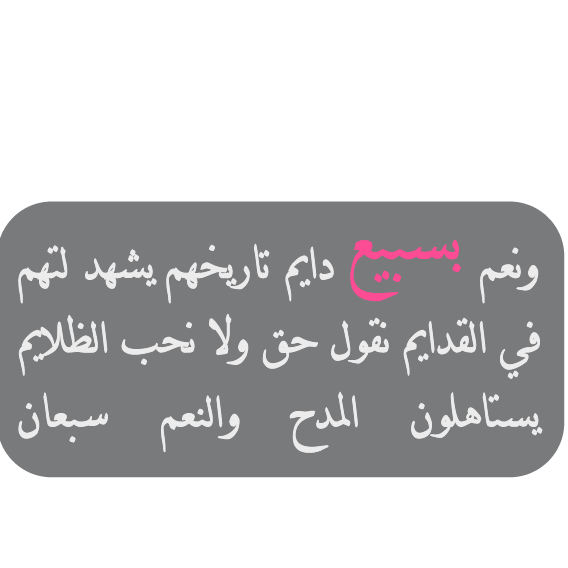 ونعم بسبيع دايم تاريخهم يشهد لتهم
في القدايم نقول حق ولا نحب الظلايم
يستاهلون المدح والنعم سبعان